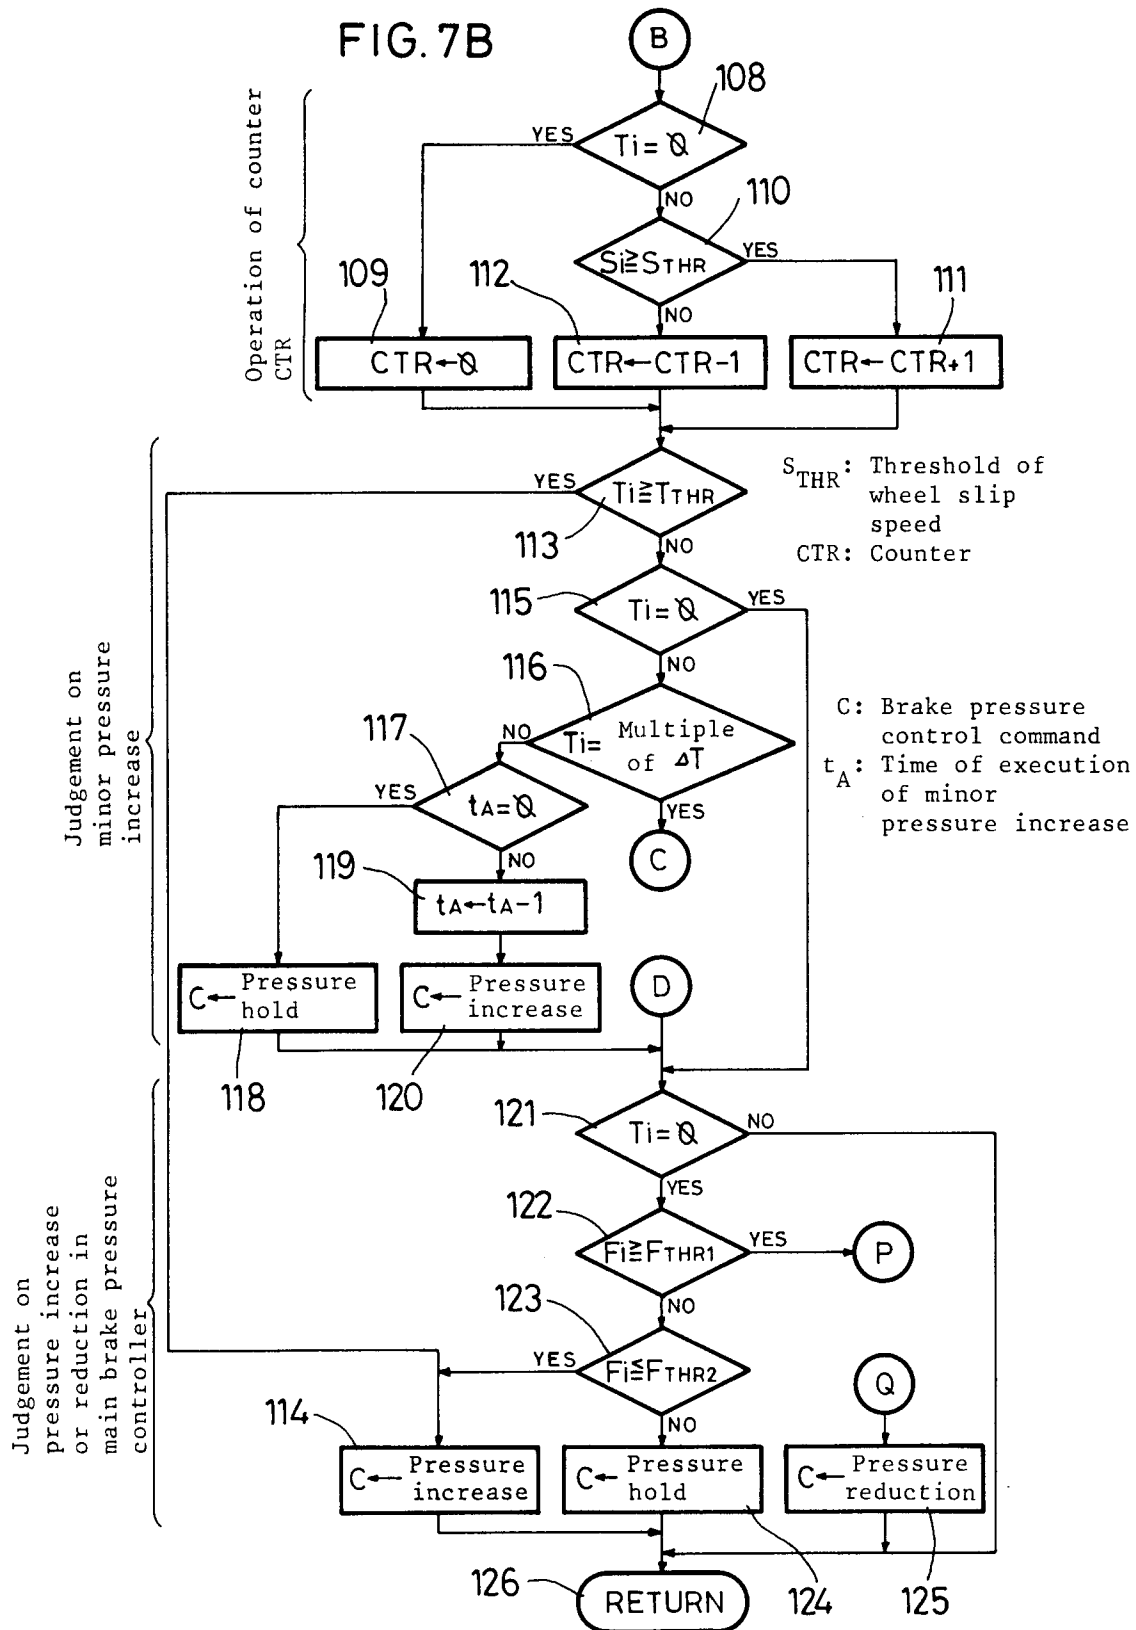 FIG. 7B
B
108
Ti = 0̸
YES
NO
110
Si ≧ STHR
YES
NO
109
112
111
CTR ← 0̸
CTR ← CTR-1
CTR ← CTR+1
Operation of counter
CTR
Ti ≧ TTHR
YES
NO
113
STHR: Threshold of
wheel slip
speed
CTR: Counter
115
Ti = 0̸
YES
NO
116
Ti = Multiple
of ΔT
NO
YES
C
C: Brake pressure
control command
tA: Time of execution
of minor
pressure increase
117
tA = 0̸
YES
NO
119
tA ← tA-1
C ← Pressure
hold
118
C ← Pressure
increase
120
D
Judgement on
minor pressure
increase
121
Ti = 0̸
NO
YES
122
Fi ≧ FTHR1
YES
P
NO
123
Fi ≦ FTHR2
YES
NO
Q
114
C ← Pressure
increase
C ← Pressure
hold
124
C ← Pressure
reduction
125
Judgement on
pressure increase
or reduction in
main brake pressure
controller
126
RETURN